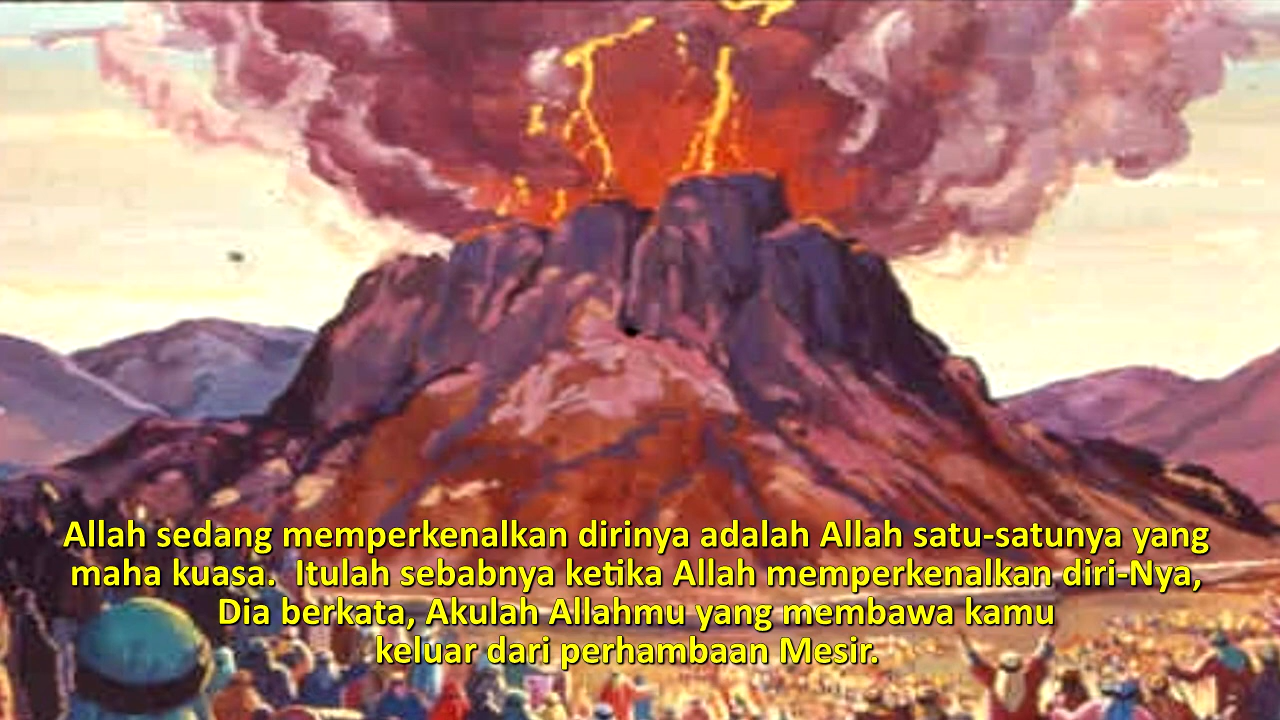 Allah sedang memperkenalkan dirinya adalah Allah satu-satunya yang
maha kuasa.  Itulah sebabnya ketika Allah memperkenalkan diri-Nya,
Dia berkata, Akulah Allahmu yang membawa kamu
keluar dari perhambaan Mesir.